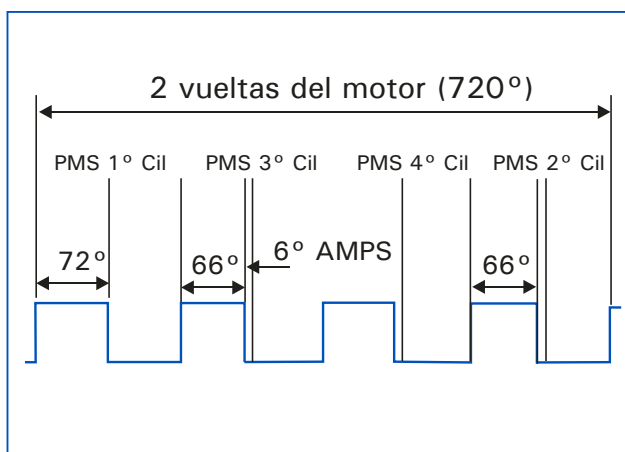 2 vueltas del motor (720º)
PMS 1º Cil PMS 3º Cil PMS 4º Cil PMS 2º Cil
72º 66º 6º AMPS 66º